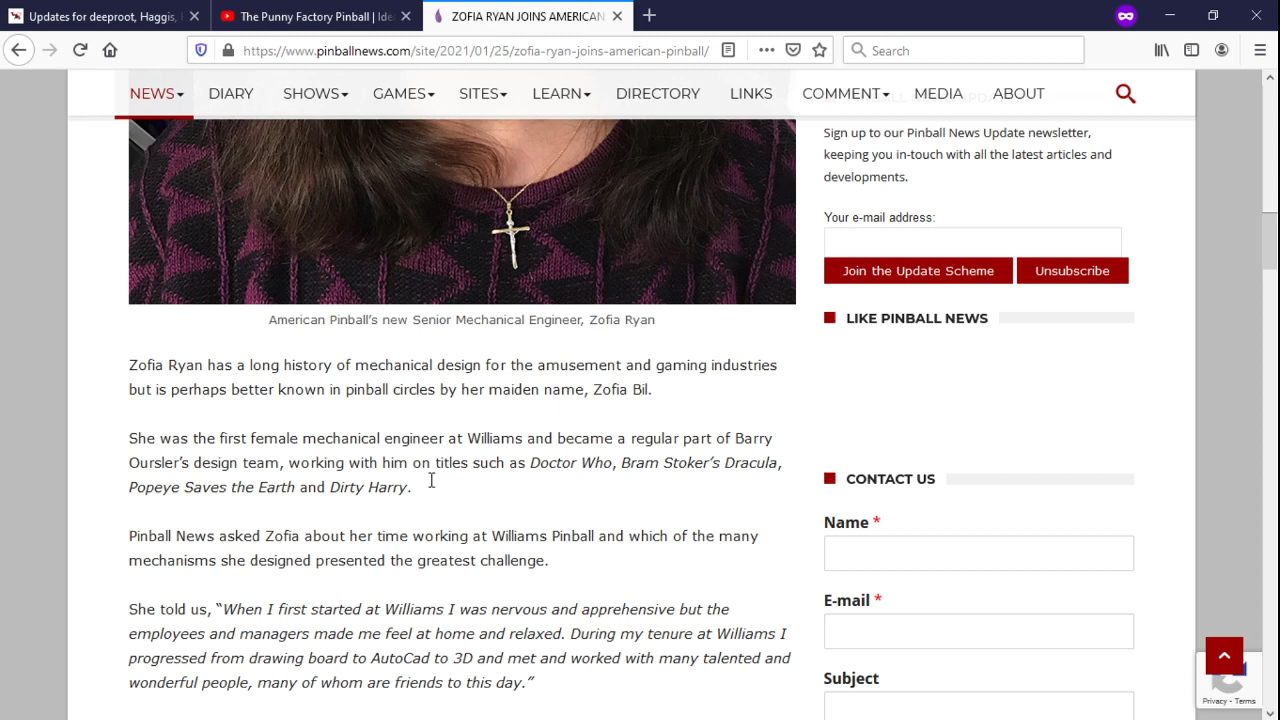 Updates for deeproot, Haggis,
The Punny Factory Pinball | Ide
ZOFIA RYAN JOINS AMERICAN
https://www.pinballnews.com/site/2021/01/25/zofia-ryan-joins-american-pinball/
Search
NEWS DIARY SHOWS GAMES SITES LEARN DIRECTORY LINKS COMMENT MEDIA ABOUT
American Pinball's new Senior Mechanical Engineer, Zofia Ryan
Zofia Ryan has a long history of mechanical design for the amusement and gaming industries
but is perhaps better known in pinball circles by her maiden name, Zofia Bil.
She was the first female mechanical engineer at Williams and became a regular part of Barry
Oursler's design team, working with him on titles such as Doctor Who, Bram Stoker's Dracula,
Popeye Saves the Earth and Dirty Harry.
Pinball News asked Zofia about her time working at Williams Pinball and which of the many
mechanisms she designed presented the greatest challenge.
She told us, “When I first started at Williams I was nervous and apprehensive but the
employees and managers made me feel at home and relaxed. During my tenure at Williams I
progressed from drawing board to AutoCad to 3D and met and worked with many talented and
wonderful people, many of whom are friends to this day.”
Sign up to our Pinball News Update newsletter,
keeping you in-touch with all the latest articles and
developments.
Your e-mail address:
Join the Update Scheme
Unsubscribe
LIKE PINBALL NEWS
CONTACT US
Name *
E-mail *
Subject
Privacy - Terms